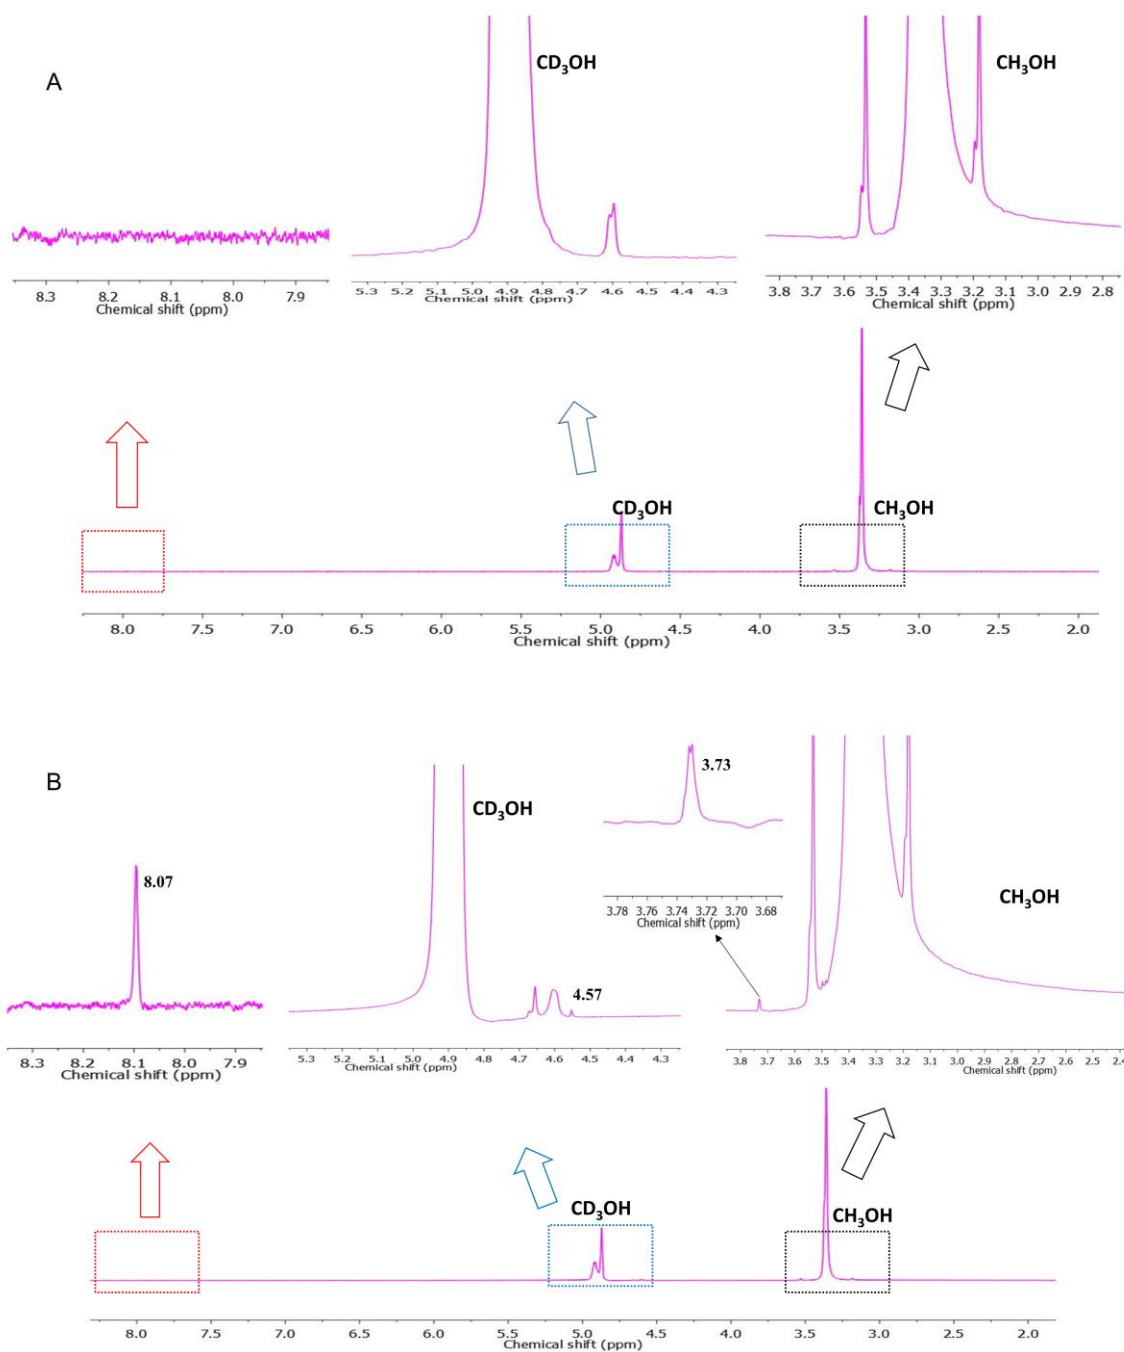 A
CD₃OH
CH₃OH
8.3 8.2 8.1 8.0 7.9
Chemical shift (ppm)
5.3 5.2 5.1 5.0 4.9 4.8 4.7 4.6 4.5 4.4 4.3
Chemical shift (ppm)
3.8 3.7 3.6 3.5 3.4 3.3 3.2 3.1 3.0 2.9 2.8
Chemical shift (ppm)
CD₃OH
CH₃OH
8.0 7.5 7.0 6.5 6.0 5.5 5.0 4.5 4.0 3.5 3.0 2.5 2.0
Chemical shift (ppm)
B
8.07
CD₃OH
4.57
3.73
CH₃OH
3.78 3.76 3.74 3.72 3.70 3.68
Chemical shift (ppm)
8.3 8.2 8.1 8.0 7.9
Chemical shift (ppm)
5.3 5.2 5.1 5.0 4.9 4.8 4.7 4.6 4.5 4.4 4.3
Chemical shift (ppm)
3.8 3.7 3.6 3.5 3.4 3.3 3.2 3.1 3.0 2.9 2.8 2.7 2.6 2.5 2.4
Chemical shift (ppm)
CD₃OH
CH₃OH
8.0 7.5 7.0 6.5 6.0 5.5 5.0 4.5 4.0 3.5 3.0 2.5 2.0
Chemical shift (ppm)